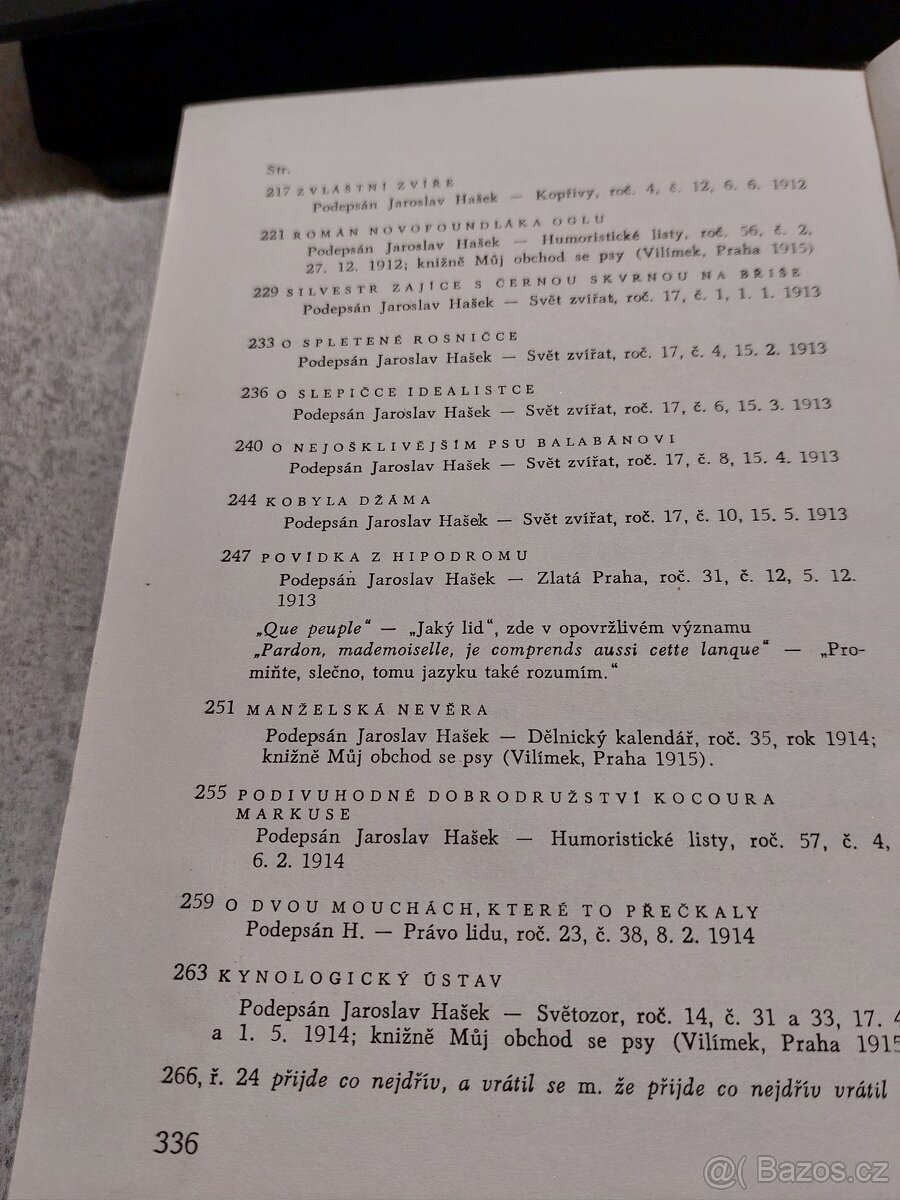 Str.
217 ZVLÁŠTNÍ ZVÍŘE
Podepsán Jaroslav Hašek — Kopřivy, roč. 4, č. 12, 6. 6. 1912
221 ROMÁN NOVOFOUNDLÁKA OGLU
Podepsán Jaroslav Hašek — Humoristické listy, roč. 56, č. 2,
27. 12. 1912; knižně Můj obchod se psy (Vilímek, Praha 1915)
229 SILVESTR ZAJÍCE S ČERNOU SKVRNOU NA BŘIŠE
Podepsán Jaroslav Hašek — Svět zvířat, roč. 17, č. 1, 1. 1. 1913
233 O SPLETENÉ ROSNIČCE
Podepsán Jaroslav Hašek — Svět zvířat, roč. 17, č. 4, 15. 2. 1913
236 O SLEPIČCE IDEALISTCE
Podepsán Jaroslav Hašek — Svět zvířat, roč. 17, č. 6, 15. 3. 1913
240 O NEJOŠKLIVĚJŠÍM PSU BALABÁNOVI
Podepsán Jaroslav Hašek — Svět zvířat, roč. 17, č. 8, 15. 4. 1913
244 KOBYLA DŽÁMA
Podepsán Jaroslav Hašek — Svět zvířat, roč. 17, č. 10, 15. 5. 1913
247 POVÍDKA Z HIPODROMU
Podepsán Jaroslav Hašek — Zlatá Praha, roč. 31, č. 12, 5. 12.
1913
„Que peuple“ — „Jaký lid“, zde v opovržlivém významu
„Pardon, mademoiselle, je comprends aussi cette lanque“ — „Pro-
miňte, slečno, tomu jazyku také rozumím.“
251 MANŽELSKÁ NEVĚRA
Podepsán Jaroslav Hašek — Dělnický kalendář, roč. 35, rok 1914;
knižně Můj obchod se psy (Vilímek, Praha 1915).
255 PODIVUHODNÉ DOBRODRUŽSTVÍ KOCOURA
MARKUSE
Podepsán Jaroslav Hašek — Humoristické listy, roč. 57, č. 4,
6. 2. 1914
259 O DVOU MOUCHÁCH, KTERÉ TO PŘEČKALY
Podepsán H. — Právo lidu, roč. 23, č. 38, 8. 2. 1914
263 KYNOLOGICKÝ ÚSTAV
Podepsán Jaroslav Hašek — Světozor, roč. 14, č. 31 a 33, 17. 4
a 1. 5. 1914; knižně Můj obchod se psy (Vilímek, Praha 1915
266, ř. 24 přijde co nejdřív, a vrátil se m. že přijde co nejdřív vrátil
336
@( Bazos.cz